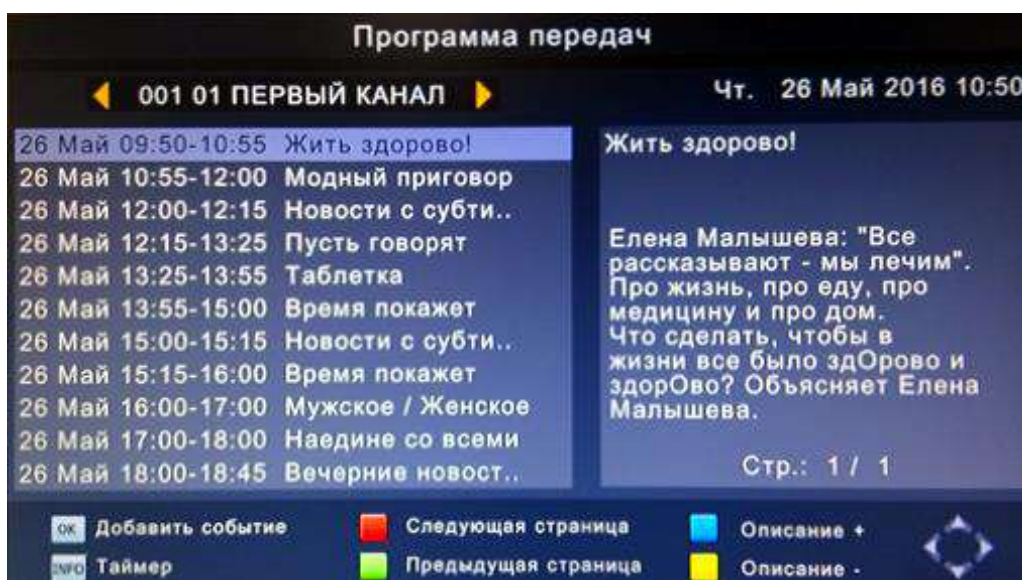 Программа передач
001 01 ПЕРВЫЙ КАНАЛ
Чт. 26 Май 2016 10:50
26 Май 09:50-10:55 Жить здорово!
26 Май 10:55-12:00 Модный приговор
26 Май 12:00-12:15 Новости с субти..
26 Май 12:15-13:25 Пусть говорят
26 Май 13:25-13:55 Таблетка
26 Май 13:55-15:00 Время покажет
26 Май 15:00-15:15 Новости с субти..
26 Май 15:15-16:00 Время покажет
26 Май 16:00-17:00 Мужское / Женское
26 Май 17:00-18:00 Наедине со всеми
26 Май 18:00-18:45 Вечерние новост..
Жить здорово!
Елена Малышева: "Все
рассказывают - мы лечим".
Про жизнь, про еду, про
медицину и про дом.
Что сделать, чтобы в
жизни все было здОрово и
здорОво? Объясняет Елена
Малышева.
Стр.: 1 / 1
OK Добавить событие
Следующая страница
Описание +
INFO Таймер
Предыдущая страница
Описание -